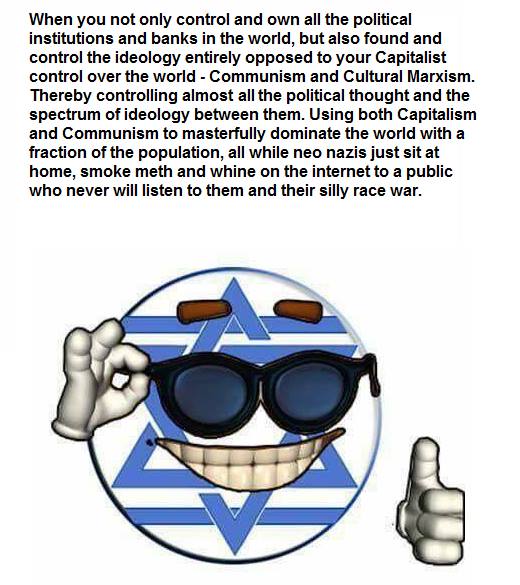 When you not only control and own all the political
institutions and banks in the world, but also found and
control the ideology entirely opposed to your Capitalist
control over the world - Communism and Cultural Marxism.
Thereby controlling almost all the political thought and the
spectrum of ideology between them. Using both Capitalism
and Communism to masterfully dominate the world with a
fraction of the population, all while neo nazis just sit at
home, smoke meth and whine on the internet to a public
who never will listen to them and their silly race war.